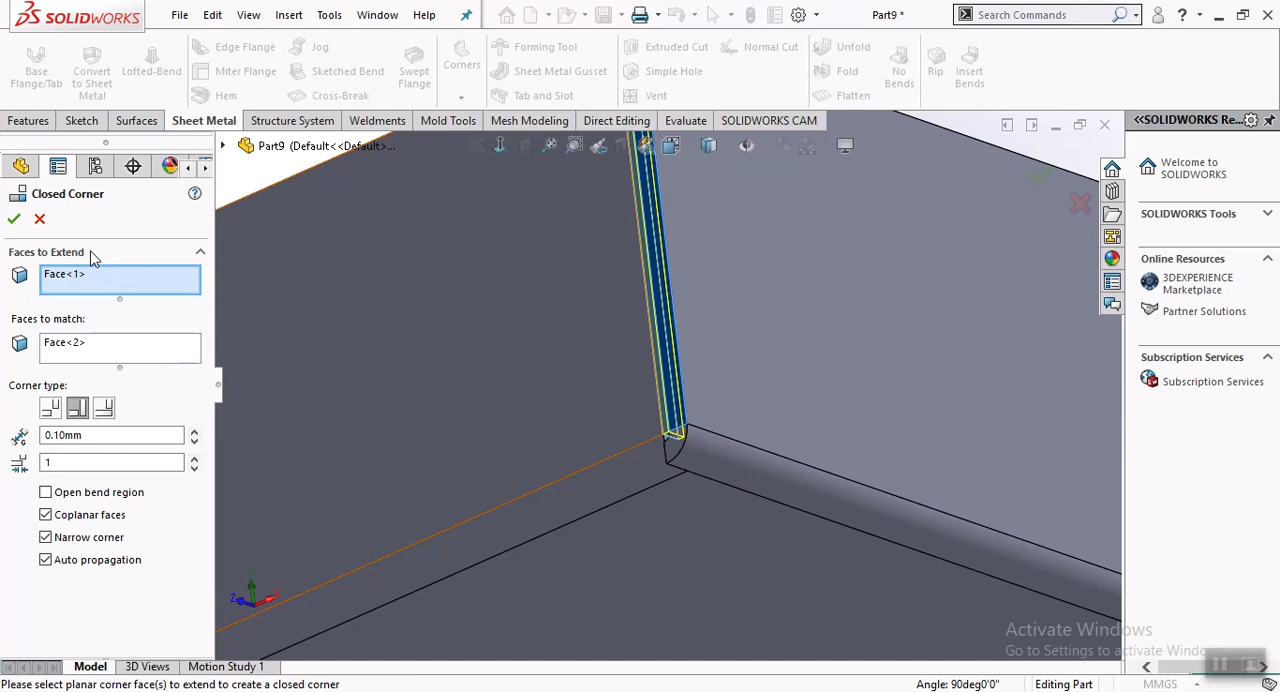 SOLIDWORKS
File Edit View Insert Tools Window Help
Part9 *
Search Commands
Base Flange/Tab
Convert to Sheet Metal
Lofted-Bend
Edge Flange
Miter Flange
Hem
Jog
Sketched Bend
Cross-Break
Swept Flange
Corners
Forming Tool
Sheet Metal Gusset
Tab and Slot
Extruded Cut
Simple Hole
Vent
Normal Cut
Unfold
Fold
Flatten
No Bends
Rip
Insert Bends
Features Sketch Surfaces Sheet Metal Structure System Weldments Mold Tools Mesh Modeling Direct Editing Evaluate SOLIDWORKS CAM
Part9 (Default<<Default>...
Closed Corner
Faces to Extend
Face<1>
Faces to match:
Face<2>
Corner type:
0.10mm
1
Open bend region
Coplanar faces
Narrow corner
Auto propagation
Z
<<SOLIDWORKS Re...
Welcome to
SOLIDWORKS
SOLIDWORKS Tools
Online Resources
3DEXPERIENCE
Marketplace
Partner Solutions
Subscription Services
Subscription Services
Activate Windows
Go to Settings to activate Windows
Model 3D Views Motion Study 1
Please select planar corner face(s) to extend to create a closed corner
Angle: 90deg0'0" Editing Part MMGS